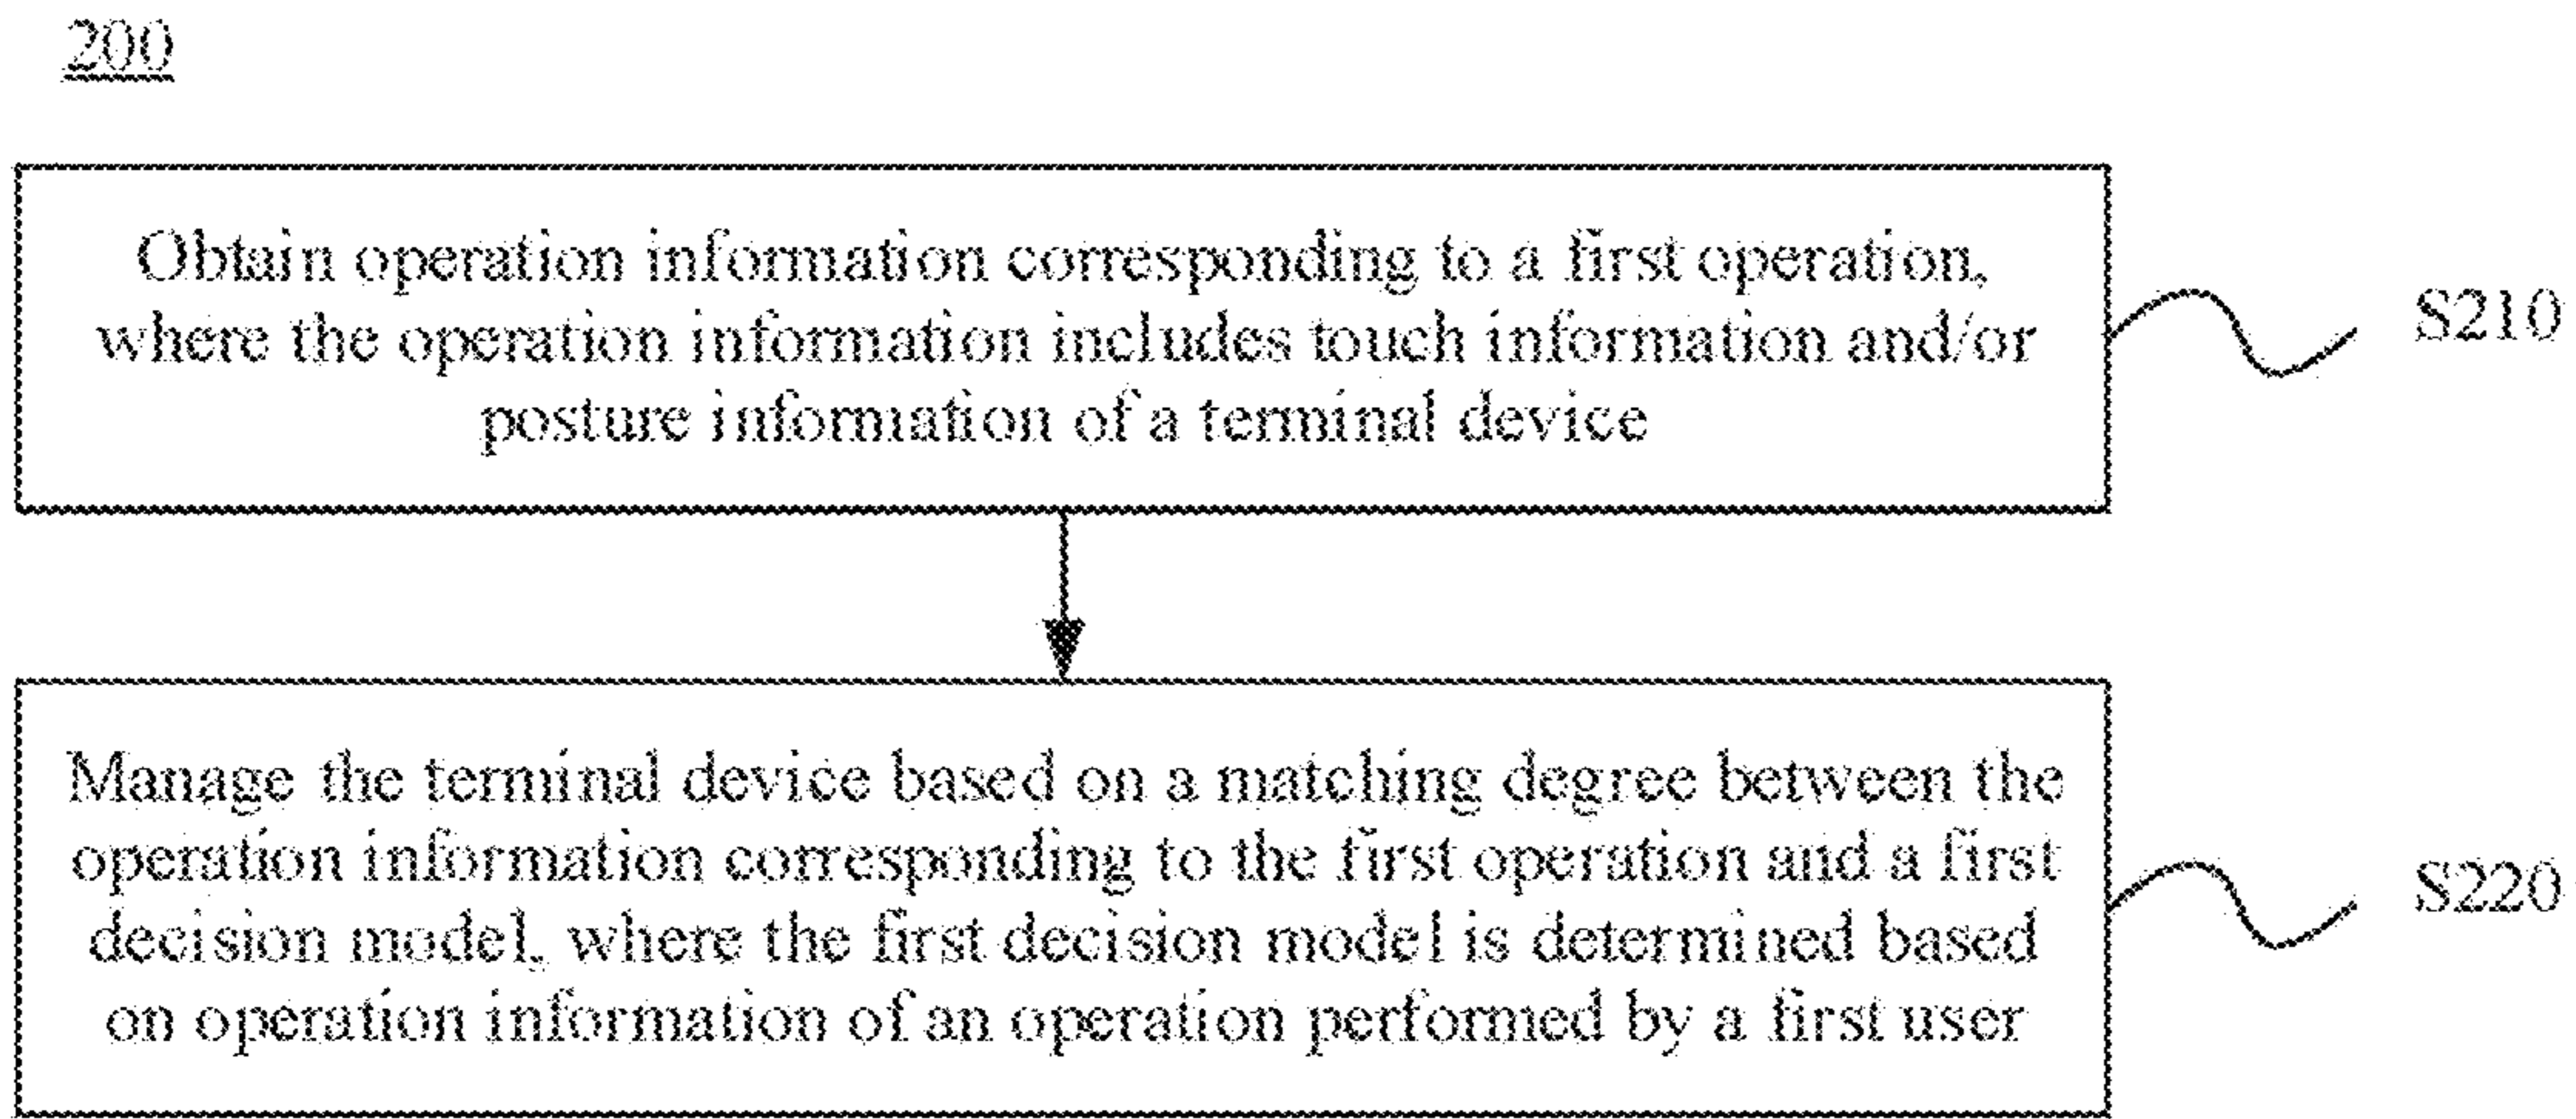 200
Obtain operation information corresponding to a first operation,
where the operation information includes touch information and/or
posture information of a terminal device
S210
Manage the terminal device based on a matching degree between the
operation information corresponding to the first operation and a first
decision model, where the first decision model is determined based
on operation information of an operation performed by a first user
S220